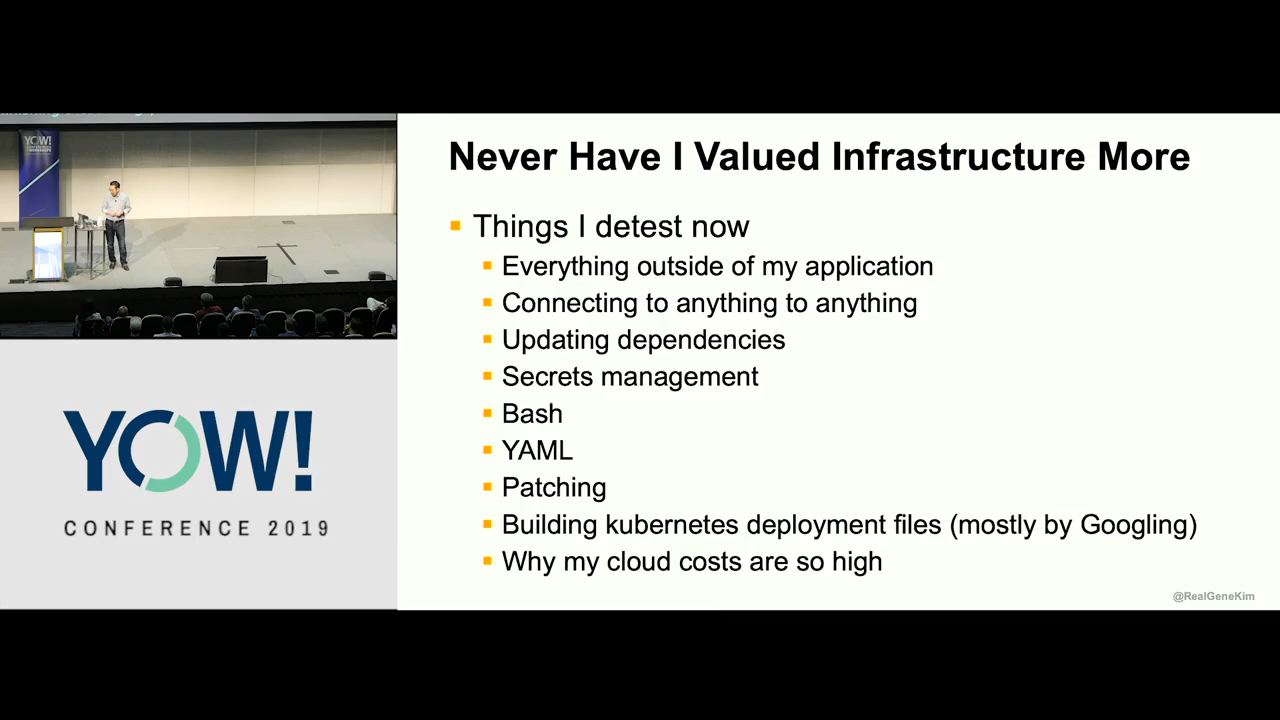 YOW!
Never Have I Valued Infrastructure More
Things I detest now
Everything outside of my application
Connecting to anything to anything
Updating dependencies
Secrets management
Bash
YAML
Patching
Building kubernetes deployment files (mostly by Googling)
Why my cloud costs are so high
@RealGeneKim
YOW!
CONFERENCE 2019